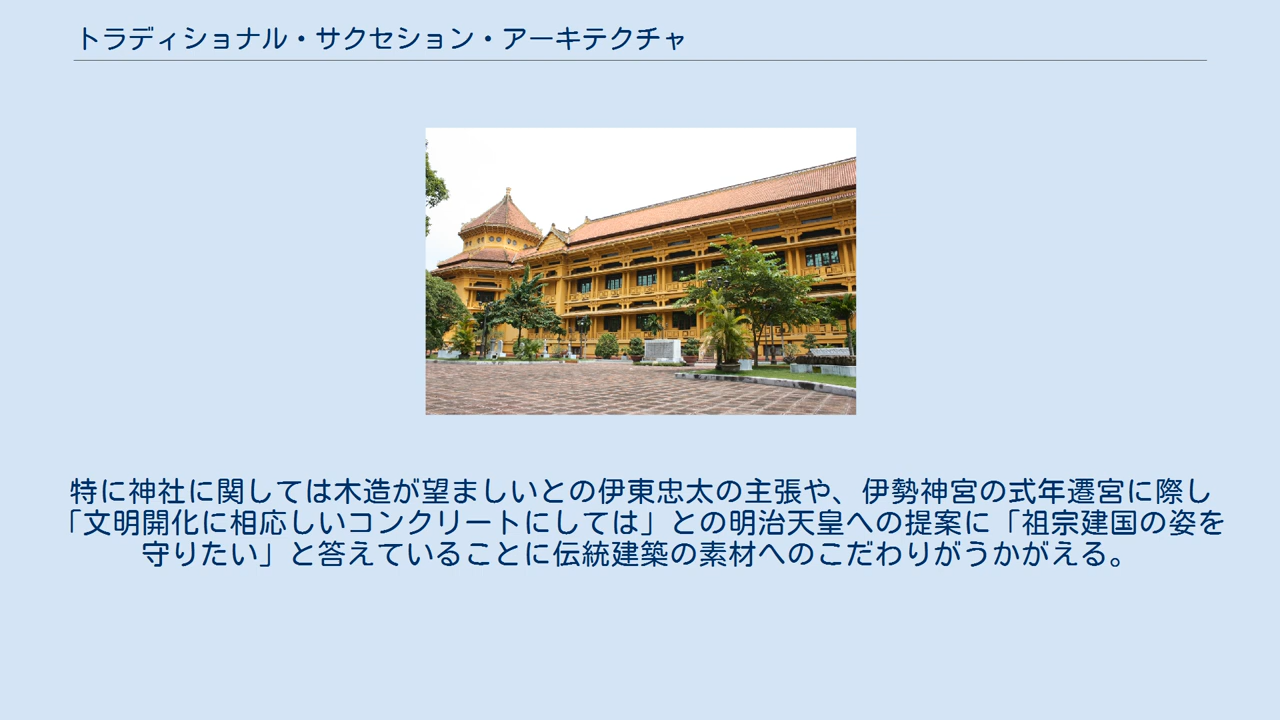 トラディショナル・サクセション・アーキテクチャ
特に神社に関しては木造が望ましいとの伊東忠太の主張や、伊勢神宮の式年遷宮に際し
「文明開化に相応しいコンクリートにしては」との明治天皇への提案に「祖宗建国の姿を
守りたい」と答えていることに伝統建築の素材へのこだわりがうかがえる。